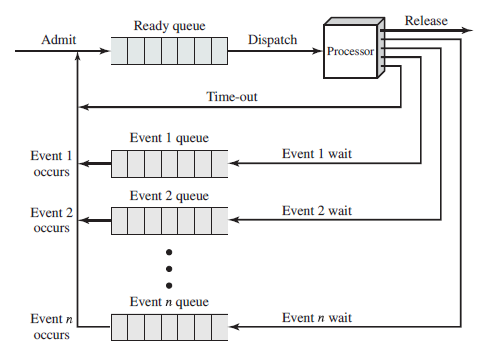 Release
Ready queue
Admit
Dispatch
Processor
Time-out
Event 1 queue
Event 1
occurs
Event 1 wait
Event 2 queue
Event 2
occurs
Event 2 wait
Event n queue
Event n
occurs
Event n wait